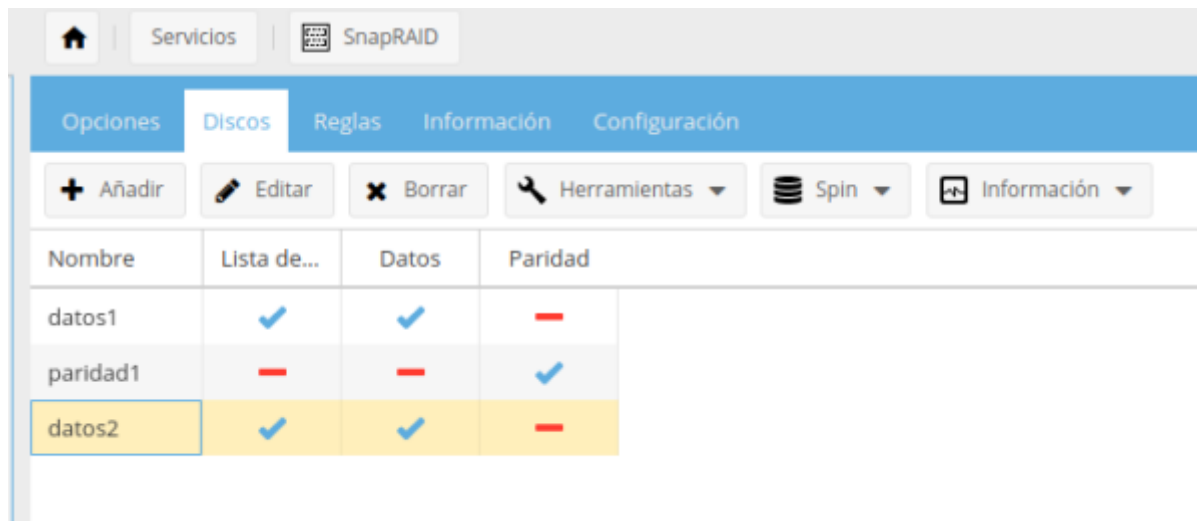 Servicios SnapRAID
Opciones Discos Reglas Información Configuración
Añadir Editar Borrar Herramientas Spin Información
Nombre Lista de... Datos Paridad
datos1
paridad1
datos2